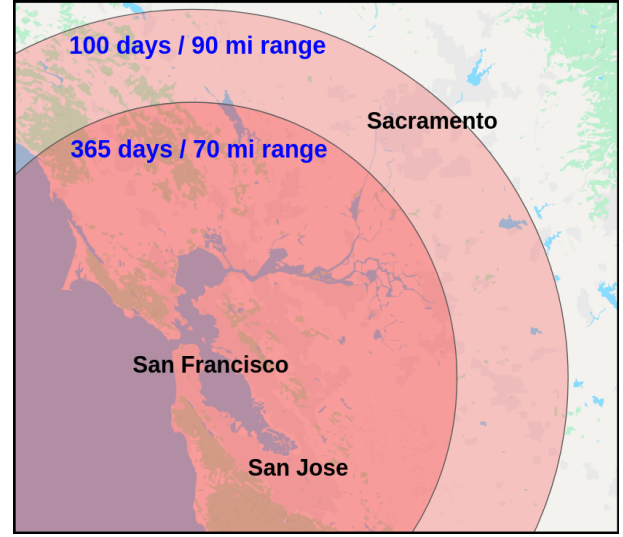 100 days / 90 mi range
Sacramento
365 days / 70 mi range
San Francisco
San Jose